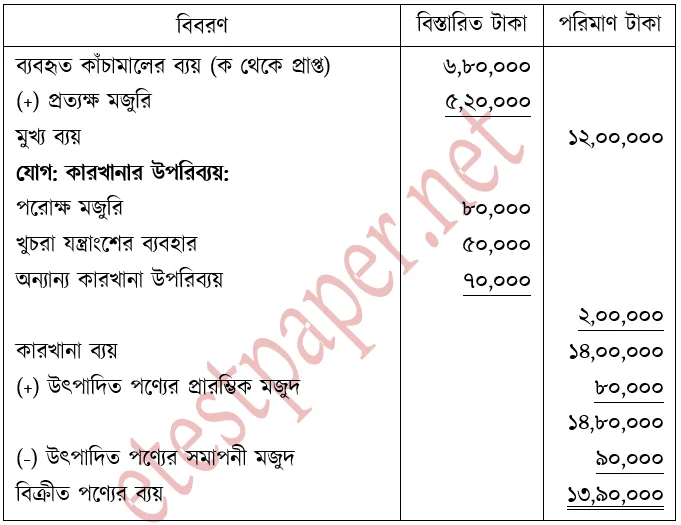 বিবরণ বিস্তারিত টাকা পরিমাণ টাকা
ব্যবহৃত কাঁচামালের ব্যয় (ক থেকে প্রাপ্ত) ৬,৮০,০০০
(+) প্রত্যক্ষ মজুরি ৫,২০,০০০
মুখ্য ব্যয় ১২,০০,০০০
যোগ: কারখানার উপরিব্যয়:
পরোক্ষ মজুরি ৮০,০০০
খুচরা যন্ত্রাংশের ব্যবহার ৫০,০০০
অন্যান্য কারখানা উপরিব্যয় ৭০,০০০
২,০০,০০০
কারখানা ব্যয় ১৪,০০,০০০
(+) উৎপাদিত পণ্যের প্রারম্ভিক মজুদ ৮০,০০০
১৪,৮০,০০০
(-) উৎপাদিত পণ্যের সমাপনী মজুদ ৯০,০০০
বিক্রীত পণ্যের ব্যয় ১৩,৯০,০০০
etestpaper.net